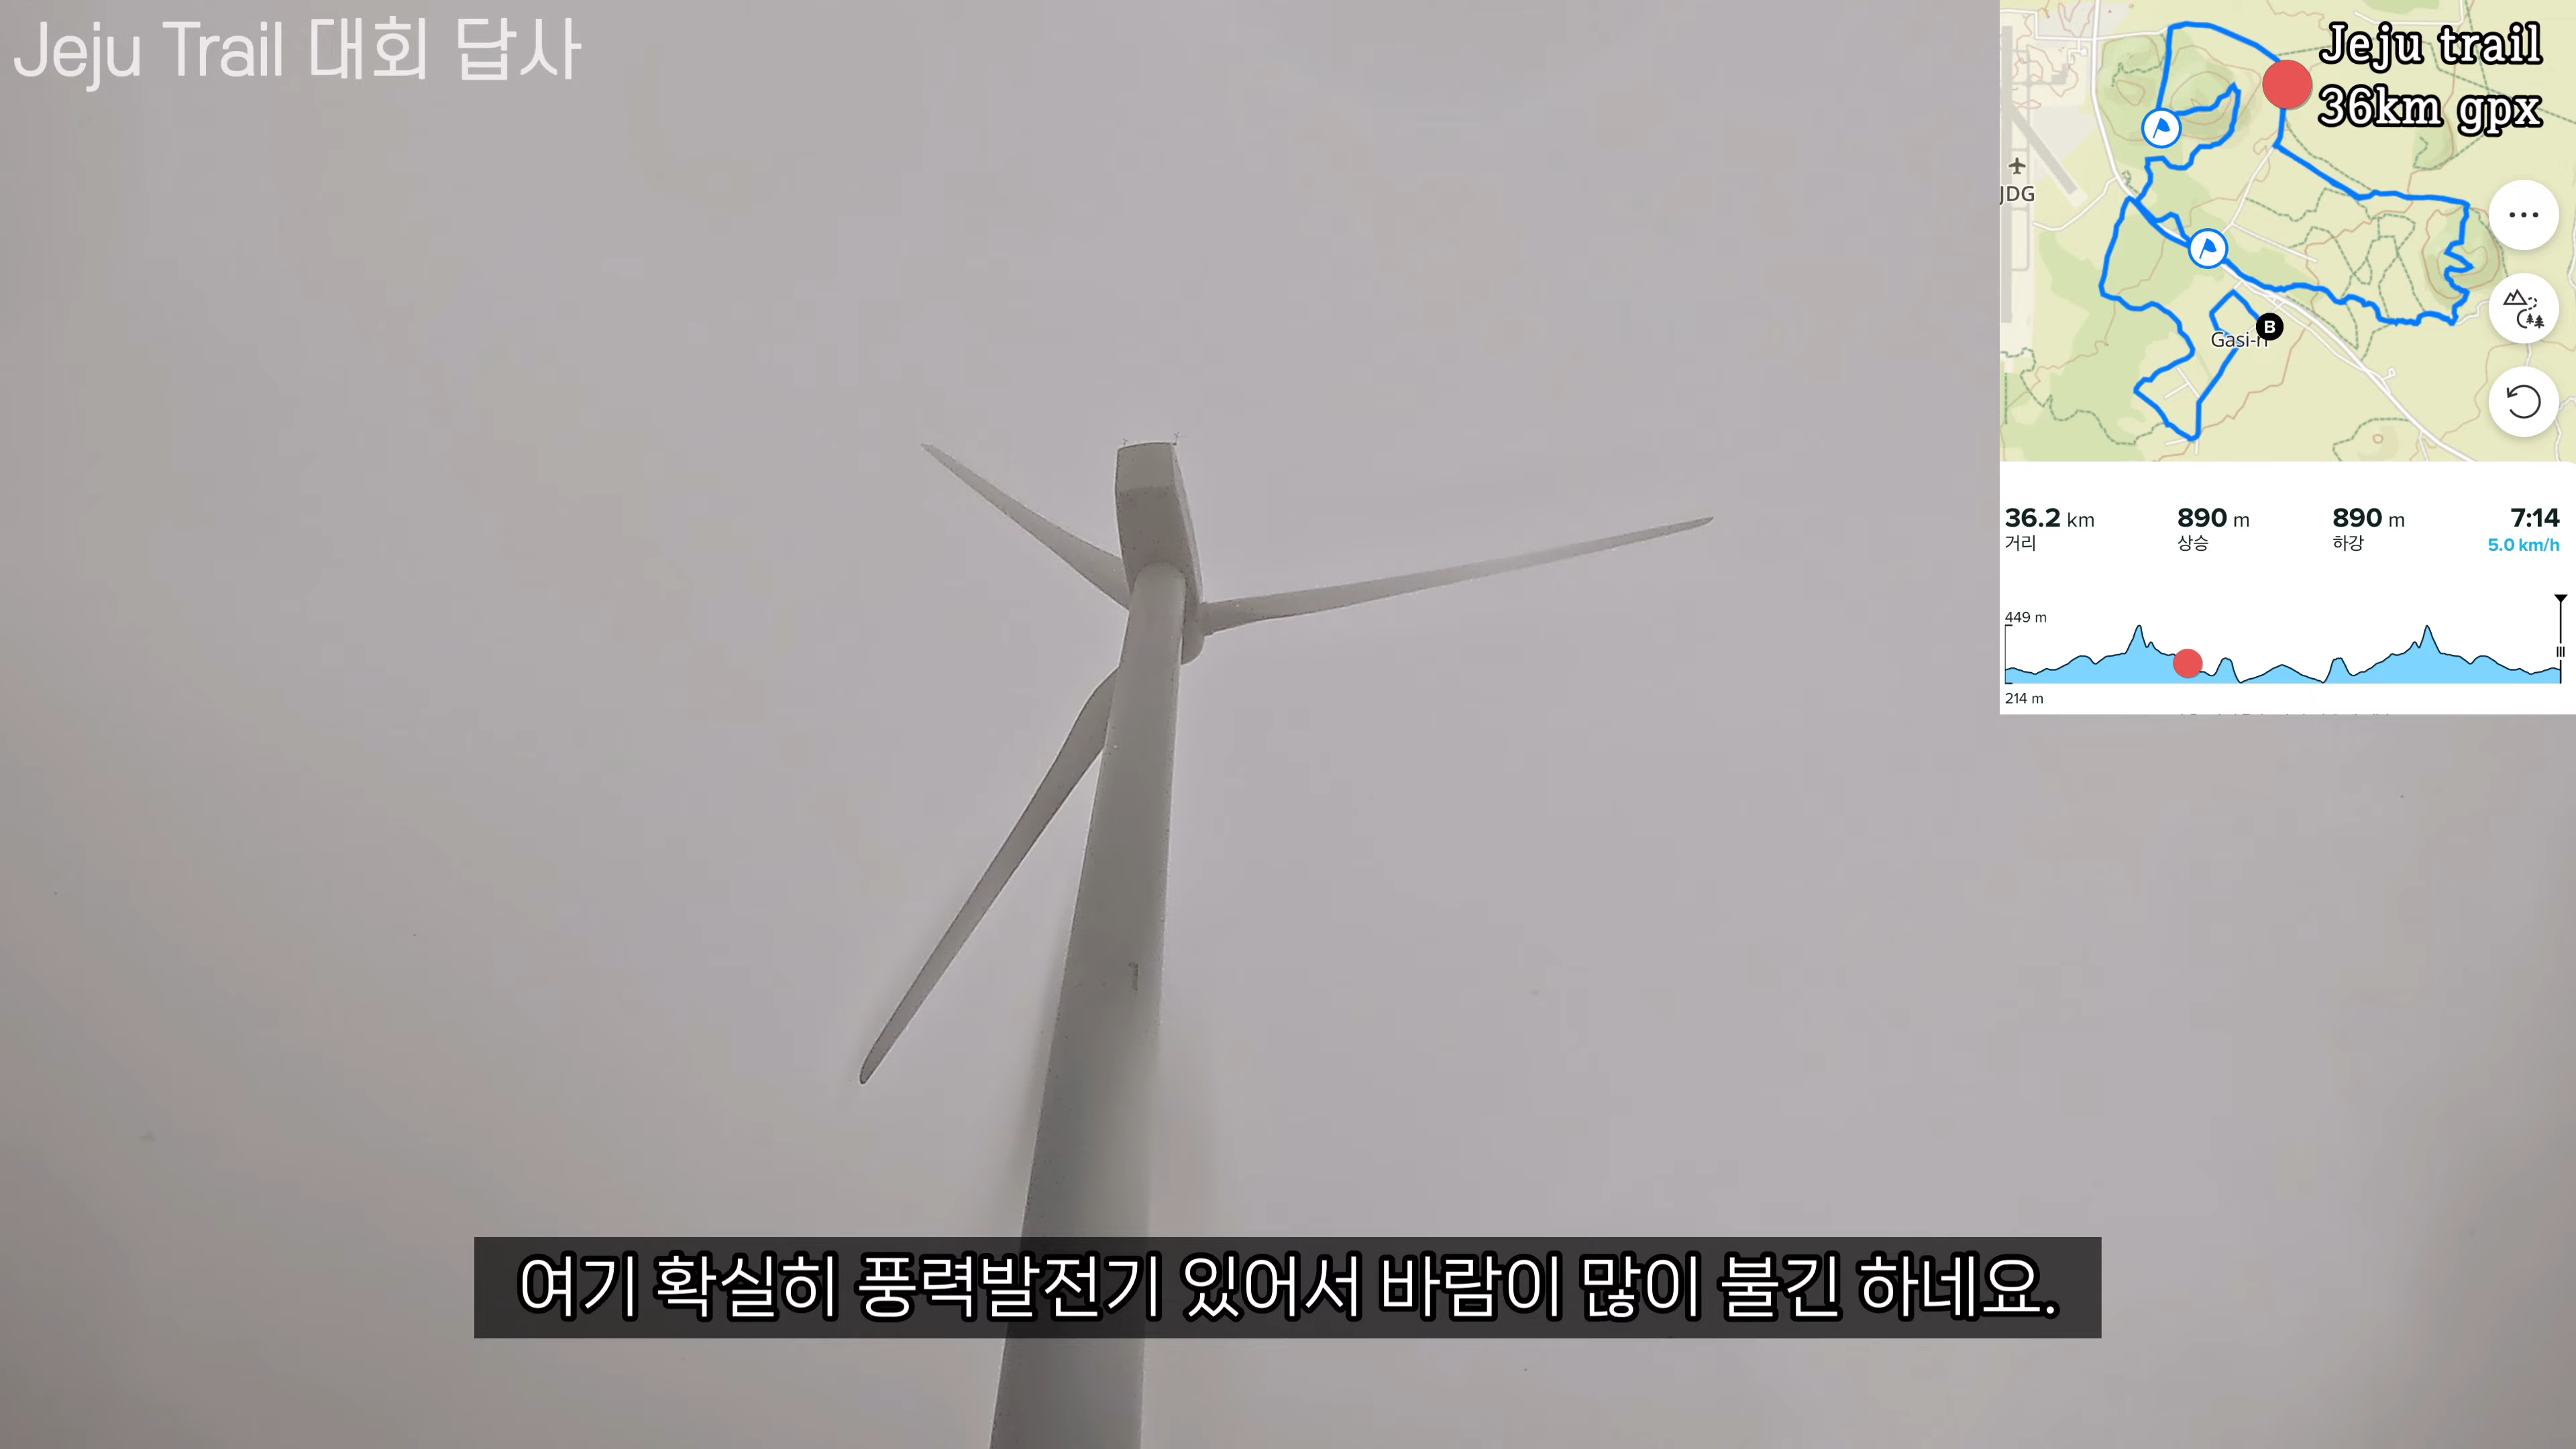 Jeju Trail 대회 답사
Jeju trail
36km gpx
JDG
B
Gasi-ri
36.2 km
거리
890 m
상승
890 m
하강
7:14
5.0 km/h
449 m
214 m
여기 확실히 풍력발전기 있어서 바람이 많이 불긴 하네요.